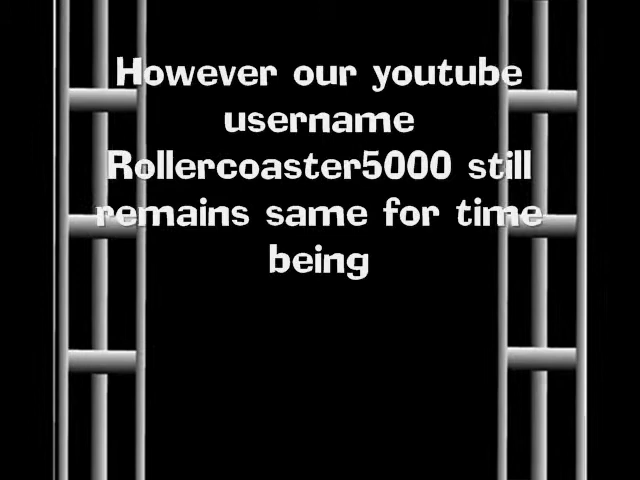 However our youtube
username
Rollercoaster5000 still
remains same for time
being